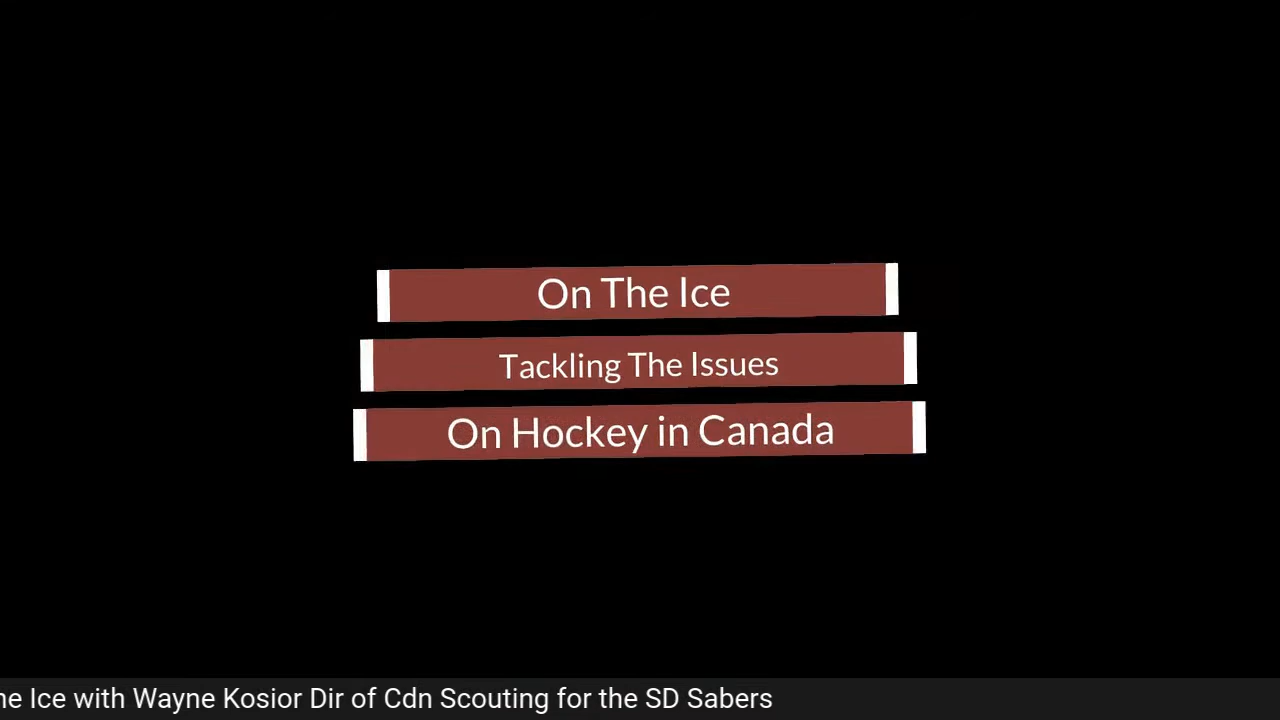 On The Ice
Tackling The Issues
On Hockey in Canada
he Ice with Wayne Kosior Dir of Cdn Scouting for the SD Sabers